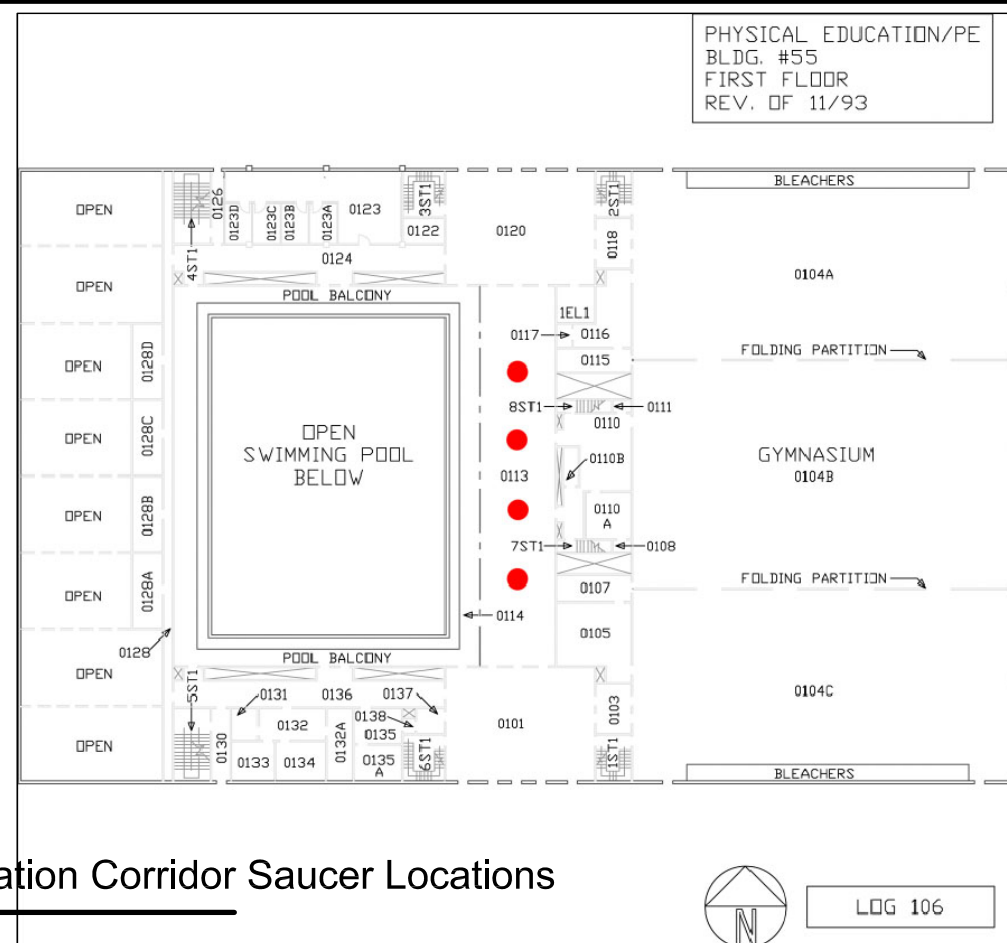 PHYSICAL EDUCATION/PE
BLDG. #55
FIRST FLOOR
REV. OF 11/93
BLEACHERS
OPEN
4ST1
0126
0123D
0123C
0123B
0123A
0123
3ST1
0122
0120
2ST1
0118
0124
0104A
OPEN
POOL BALCONY
1EL1
0117
0116
0115
FOLDING PARTITION
OPEN
0128D
8ST1
0111
0110
OPEN
0128C
OPEN
SWIMMING POOL
BELOW
0113
0110B
GYMNASIUM
0104B
OPEN
0128B
0110
A
7ST1
0108
OPEN
0128A
0107
FOLDING PARTITION
0114
0105
0128
POOL BALCONY
OPEN
5ST1
0131
0136
0137
0104C
0138
0132
0132A
0135
0101
0103
OPEN
0130
0133
0134
0135
A
6ST1
1ST1
BLEACHERS
ation Corridor Saucer Locations
N
LOG 106